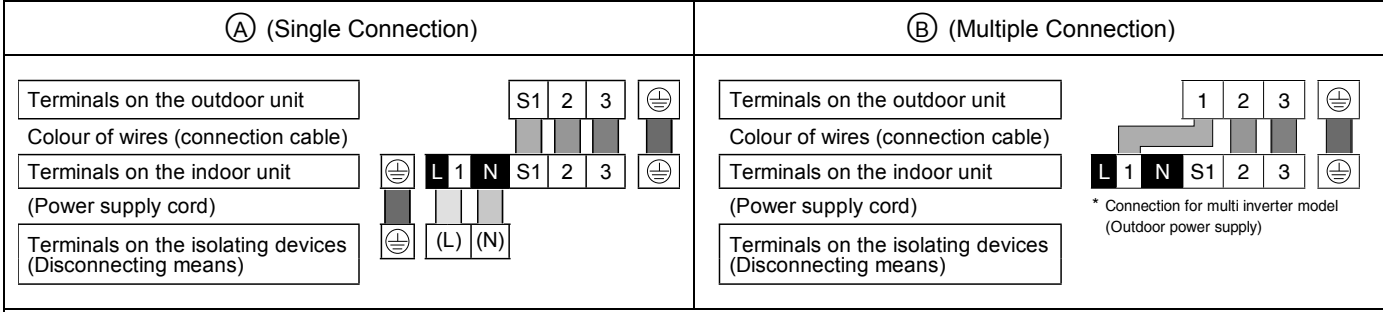 Ⓐ (Single Connection)
Terminals on the outdoor unit
S1 2 3
Colour of wires (connection cable)
Terminals on the indoor unit
L 1 N S1 2 3
(Power supply cord)
Terminals on the isolating devices
(Disconnecting means)
(L) (N)
Ⓑ (Multiple Connection)
Terminals on the outdoor unit
1 2 3
Colour of wires (connection cable)
Terminals on the indoor unit
L 1 N S1 2 3
(Power supply cord)
* Connection for multi inverter model
(Outdoor power supply)
Terminals on the isolating devices
(Disconnecting means)